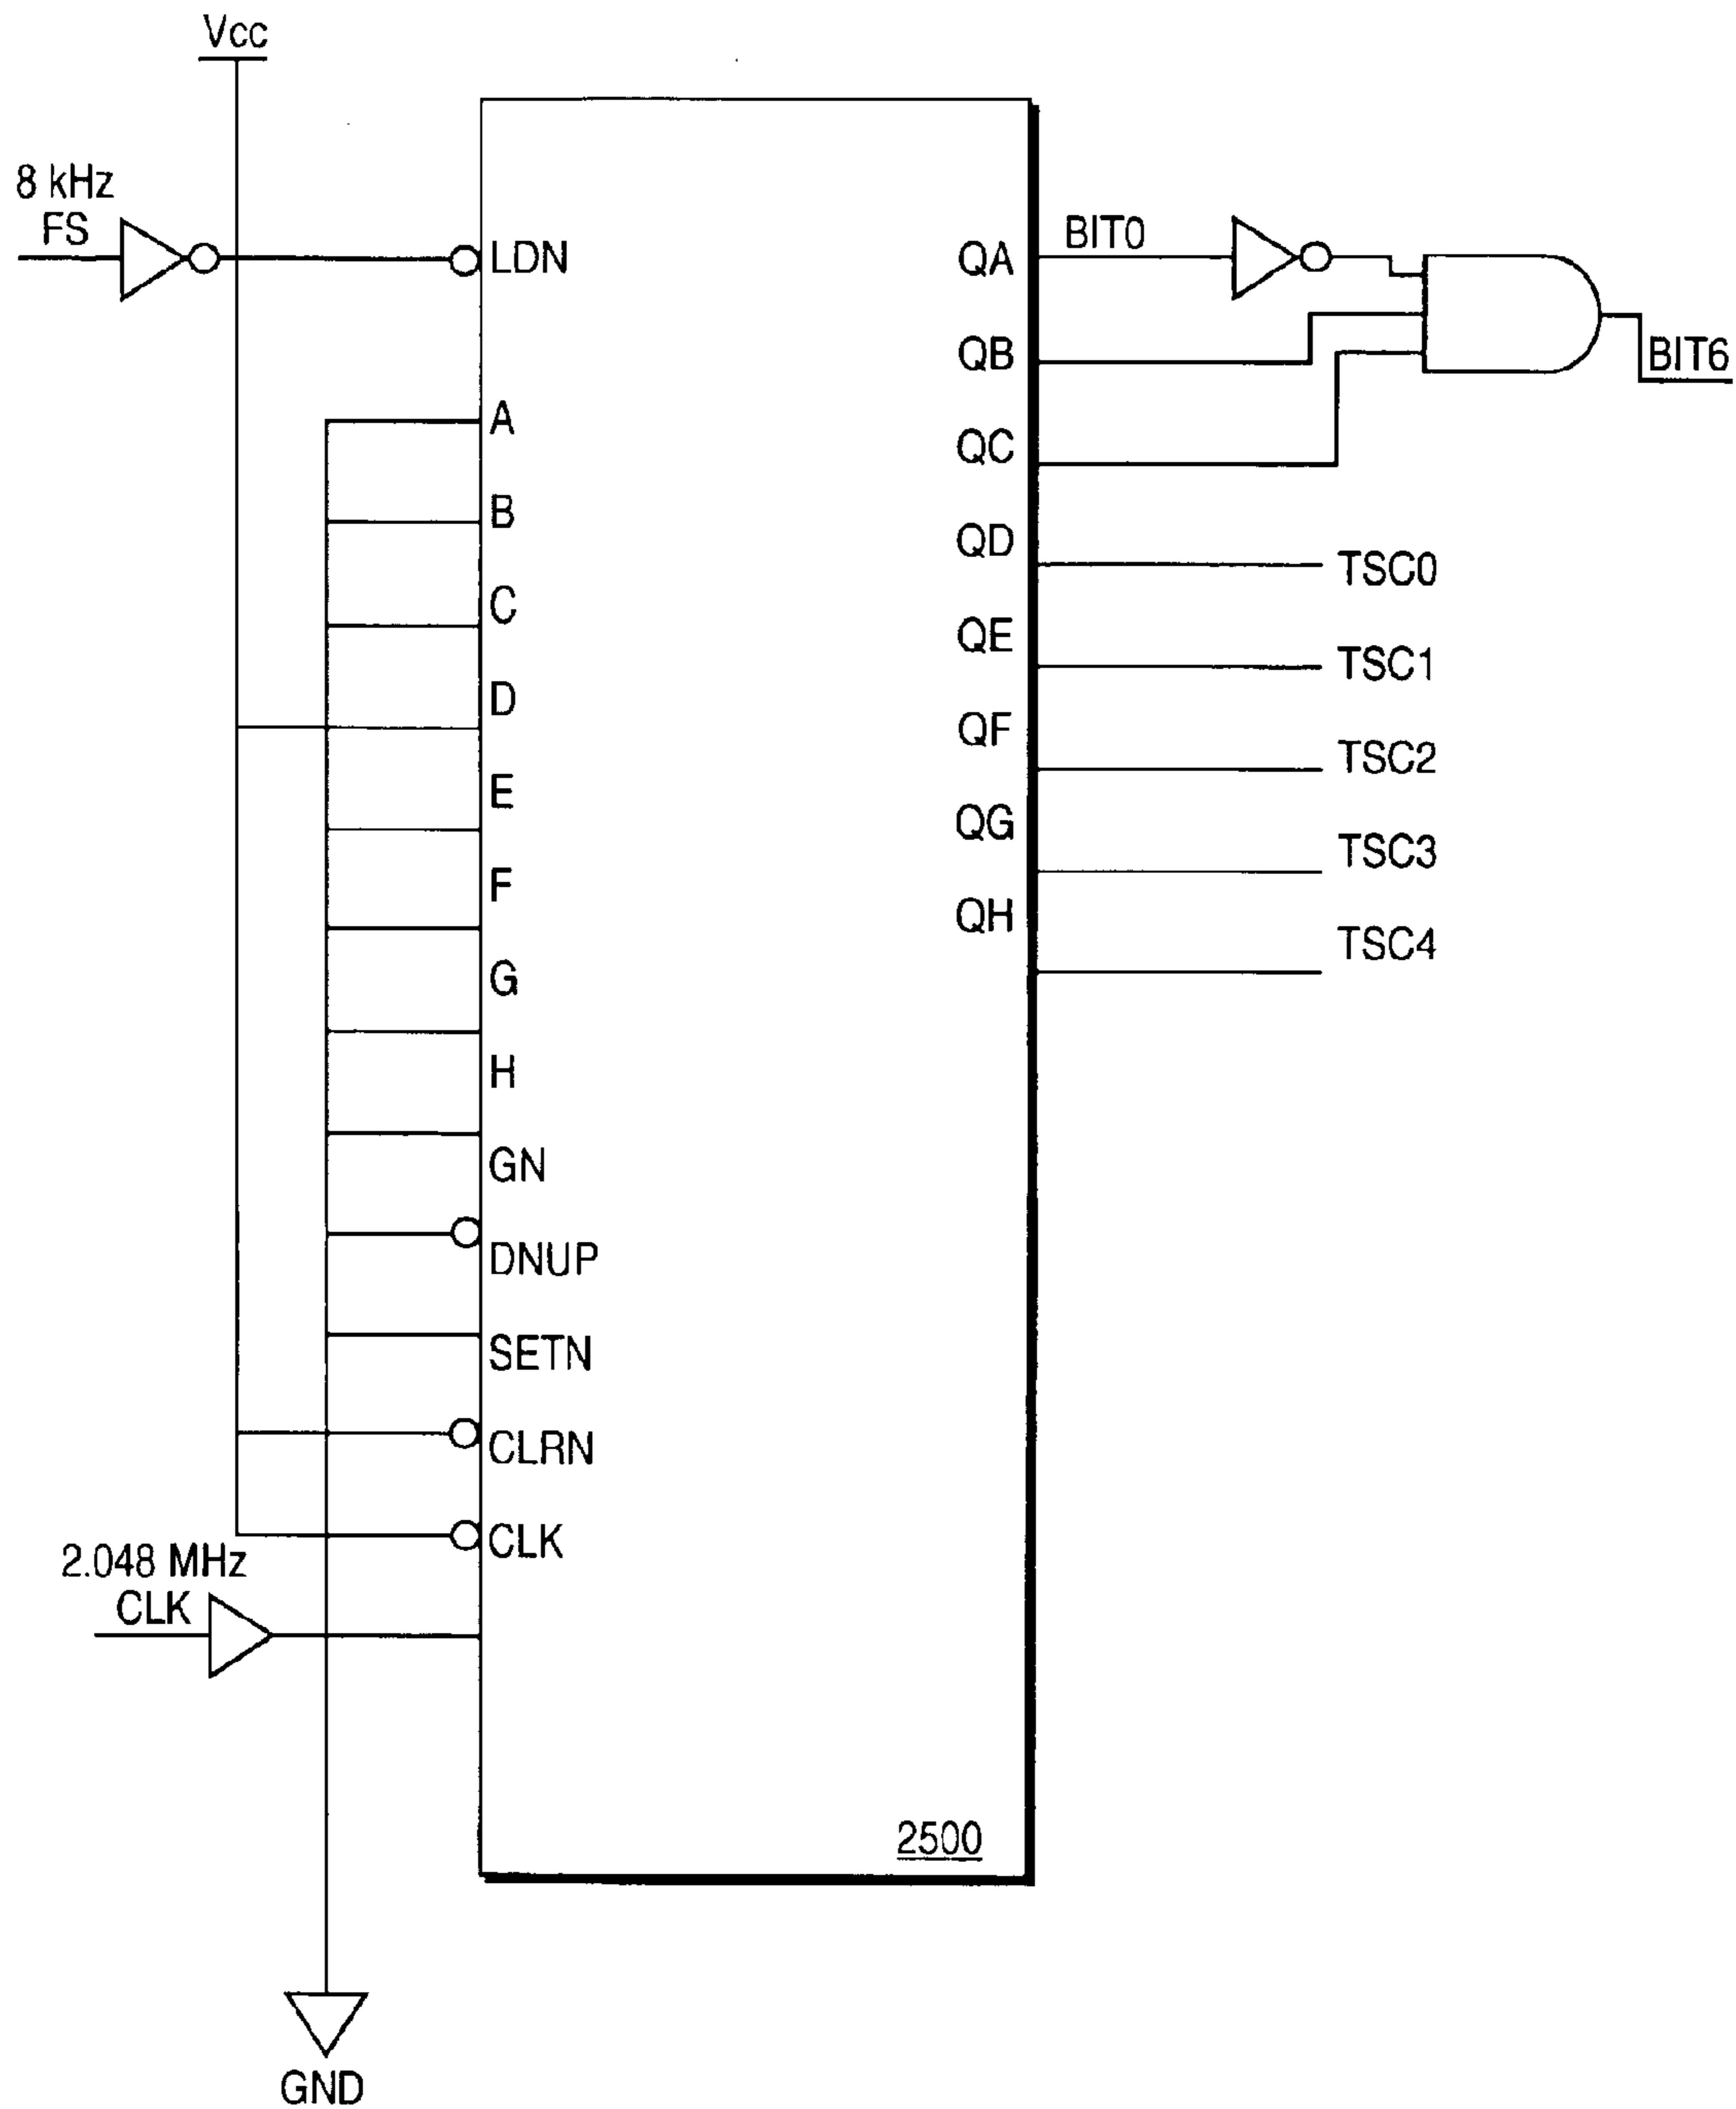 Vcc
8 kHz
FS
LDN
A
B
C
D
E
F
G
H
GN
DNUP
SETN
CLRN
CLK
2.048 MHz
CLK
GND
QA
QB
QC
QD
QE
QF
QG
QH
BIT0
BIT6
TSC0
TSC1
TSC2
TSC3
TSC4
2500